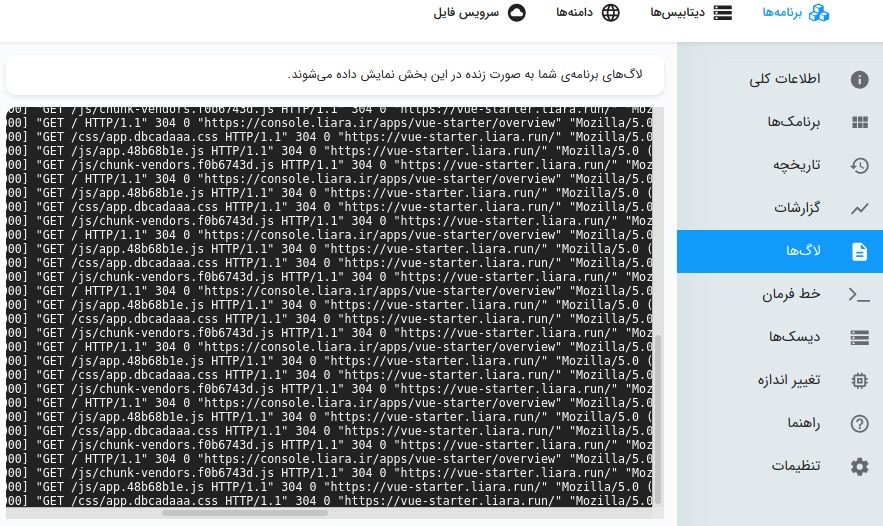 برنامه‌ها
دیتابیس‌ها
دامنه‌ها
سرویس فایل
لاگ‌های برنامه‌ی شما به صورت زنده در این بخش نمایش داده می‌شوند.
00] "GET /js/chunk-vendors.f0b6743d.js HTTP/1.1" 304 0 "https://vue-starter.liara.run/" "Moz
00] "GET / HTTP/1.1" 304 0 "https://console.liara.ir/apps/vue-starter/overview" "Mozilla/5.0
00] "GET /css/app.dbcadaaa.css HTTP/1.1" 304 0 "https://vue-starter.liara.run/" "Mozilla/5.0
00] "GET /js/app.48b68b1e.js HTTP/1.1" 304 0 "https://vue-starter.liara.run/" "Mozilla/5.0 (
00] "GET /js/chunk-vendors.f0b6743d.js HTTP/1.1" 304 0 "https://vue-starter.liara.run/" "Moz
00] "GET / HTTP/1.1" 304 0 "https://console.liara.ir/apps/vue-starter/overview" "Mozilla/5.0
00] "GET /js/app.48b68b1e.js HTTP/1.1" 304 0 "https://vue-starter.liara.run/" "Mozilla/5.0 (
00] "GET /css/app.dbcadaaa.css HTTP/1.1" 304 0 "https://vue-starter.liara.run/" "Mozilla/5.0
00] "GET /js/chunk-vendors.f0b6743d.js HTTP/1.1" 304 0 "https://vue-starter.liara.run/" "Moz
00] "GET / HTTP/1.1" 304 0 "https://console.liara.ir/apps/vue-starter/overview" "Mozilla/5.0
00] "GET /js/app.48b68b1e.js HTTP/1.1" 304 0 "https://vue-starter.liara.run/" "Mozilla/5.0 (
00] "GET /css/app.dbcadaaa.css HTTP/1.1" 304 0 "https://vue-starter.liara.run/" "Mozilla/5.0
00] "GET /js/chunk-vendors.f0b6743d.js HTTP/1.1" 304 0 "https://vue-starter.liara.run/" "Moz
00] "GET / HTTP/1.1" 304 0 "https://console.liara.ir/apps/vue-starter/overview" "Mozilla/5.0
00] "GET /js/app.48b68b1e.js HTTP/1.1" 304 0 "https://vue-starter.liara.run/" "Mozilla/5.0 (
00] "GET /css/app.dbcadaaa.css HTTP/1.1" 304 0 "https://vue-starter.liara.run/" "Mozilla/5.0
00] "GET /js/chunk-vendors.f0b6743d.js HTTP/1.1" 304 0 "https://vue-starter.liara.run/" "Moz
00] "GET / HTTP/1.1" 304 0 "https://console.liara.ir/apps/vue-starter/overview" "Mozilla/5.0
00] "GET /js/app.48b68b1e.js HTTP/1.1" 304 0 "https://vue-starter.liara.run/" "Mozilla/5.0 (
00] "GET /css/app.dbcadaaa.css HTTP/1.1" 304 0 "https://vue-starter.liara.run/" "Mozilla/5.0
00] "GET /js/chunk-vendors.f0b6743d.js HTTP/1.1" 304 0 "https://vue-starter.liara.run/" "Moz
00] "GET / HTTP/1.1" 304 0 "https://console.liara.ir/apps/vue-starter/overview" "Mozilla/5.0
00] "GET /js/app.48b68b1e.js HTTP/1.1" 304 0 "https://vue-starter.liara.run/" "Mozilla/5.0 (
00] "GET /css/app.dbcadaaa.css HTTP/1.1" 304 0 "https://vue-starter.liara.run/" "Mozilla/5.0
00] "GET /js/chunk-vendors.f0b6743d.js HTTP/1.1" 304 0 "https://vue-starter.liara.run/" "Moz
00] "GET / HTTP/1.1" 304 0 "https://console.liara.ir/apps/vue-starter/overview" "Mozilla/5.0
00] "GET /js/chunk-vendors.f0b6743d.js HTTP/1.1" 304 0 "https://vue-starter.liara.run/" "Moz
00] "GET /js/app.48b68b1e.js HTTP/1.1" 304 0 "https://vue-starter.liara.run/" "Mozilla/5.0 (
00] "GET /css/app.dbcadaaa.css HTTP/1.1" 304 0 "https://vue-starter.liara.run/" "Mozilla/5.0
اطلاعات کلی
برنامک‌ها
تاریخچه
گزارشات
لاگ‌ها
خط فرمان
دیسک‌ها
تغییر اندازه
راهنما
تنظیمات